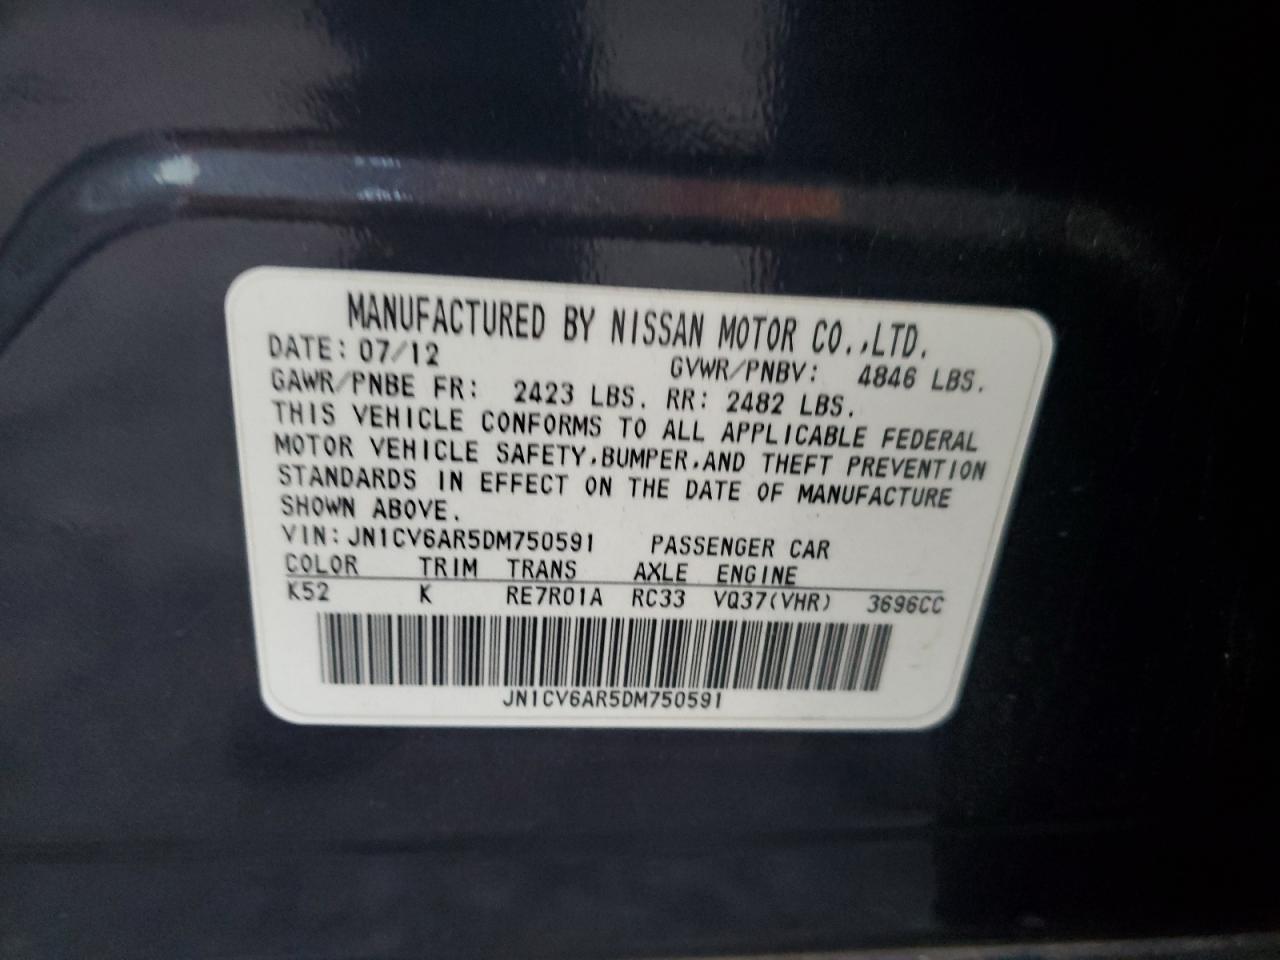 MANUFACTURED BY NISSAN MOTOR CO.,LTD.
DATE: 07/12 GVWR/PNBV: 4846 LBS.
GAWR/PNBE FR: 2423 LBS. RR: 2482 LBS.
THIS VEHICLE CONFORMS TO ALL APPLICABLE FEDERAL
MOTOR VEHICLE SAFETY,BUMPER,AND THEFT PREVENTION
STANDARDS IN EFFECT ON THE DATE OF MANUFACTURE
SHOWN ABOVE.
VIN: JN1CV6AR5DM750591 PASSENGER CAR
COLOR TRIM TRANS AXLE ENGINE
K52 K RE7R01A RC33 VQ37(VHR) 3696CC
JN1CV6AR5DM750591